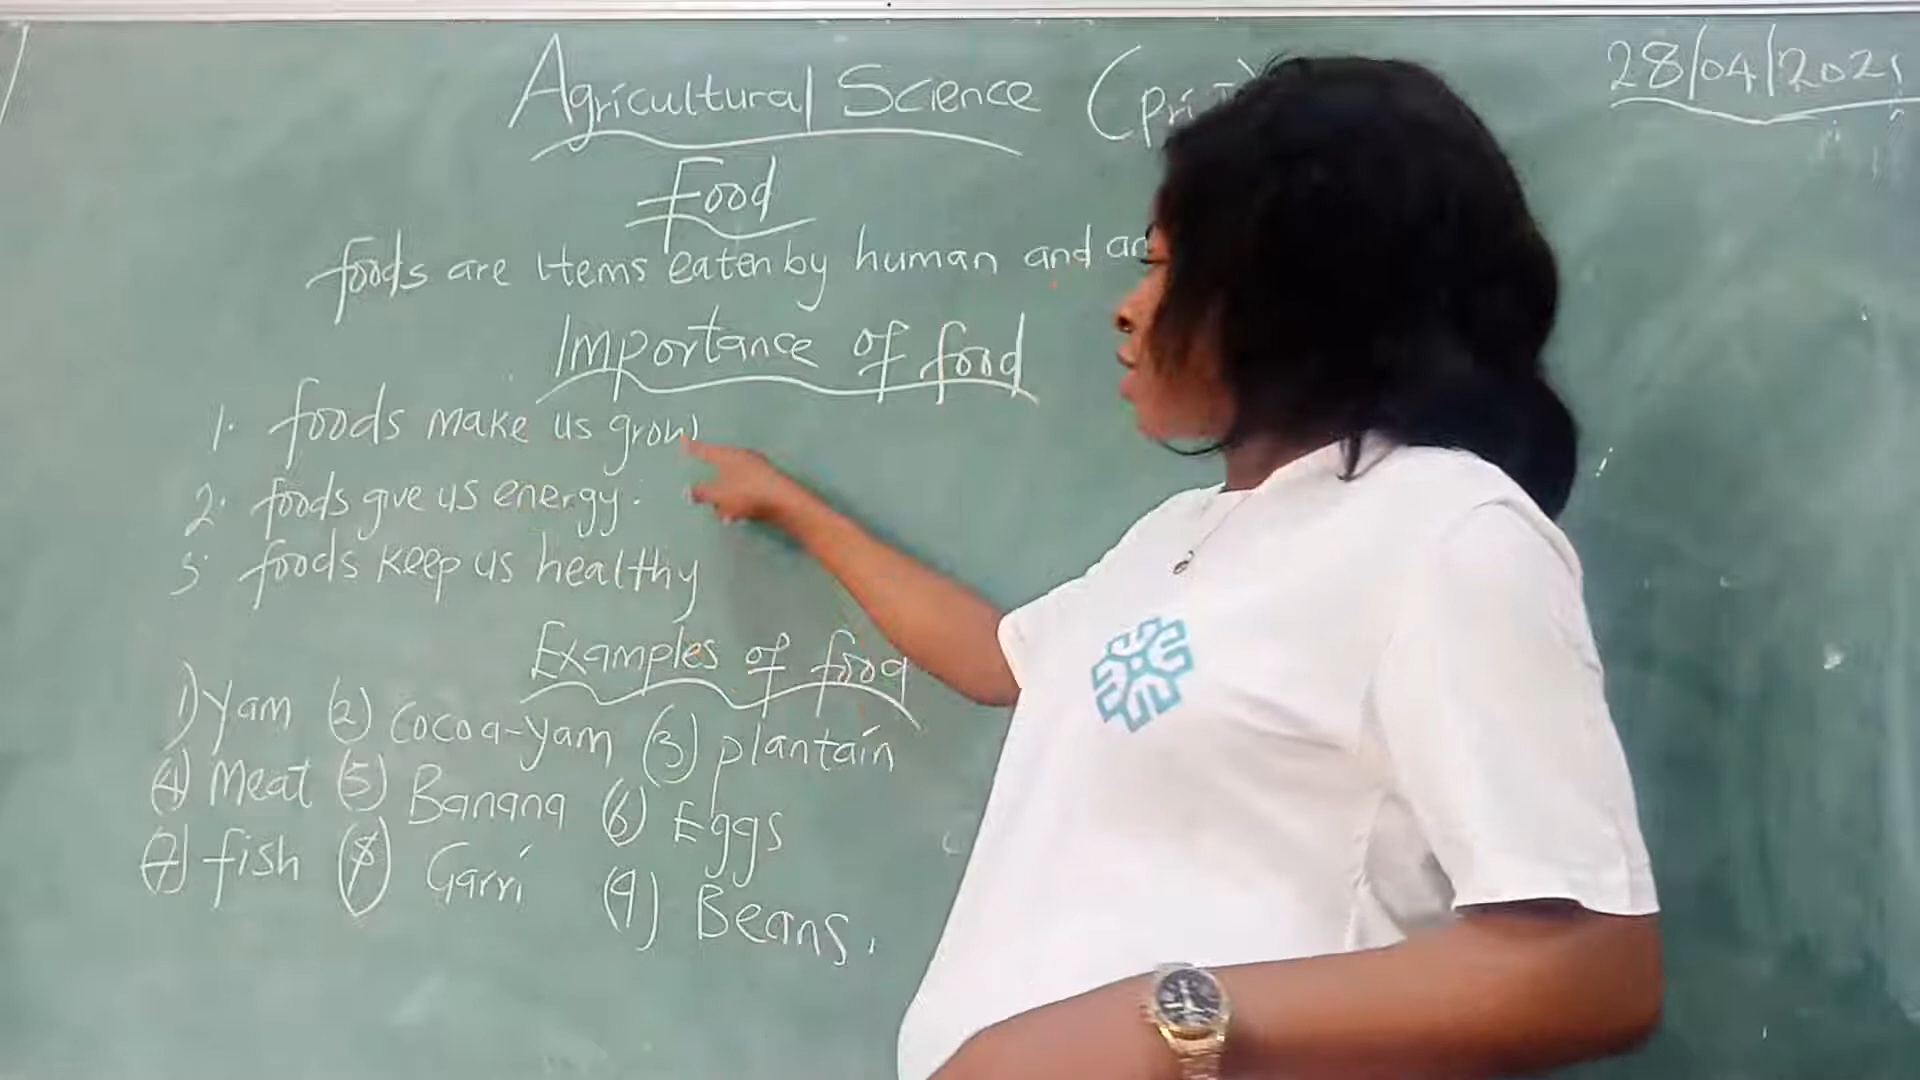 Agricultural Science (pri
28/04/2021
Food
foods are items eaten by human and an
Importance of food
1. foods make us grow
2. foods give us energy.
3. foods keep us healthy
Examples of food
1) Yam (2) Cocoa-yam (3) plantain
(4) Meat (5) Banana (6) Eggs
(7) fish (8) Garri (9) Beans.